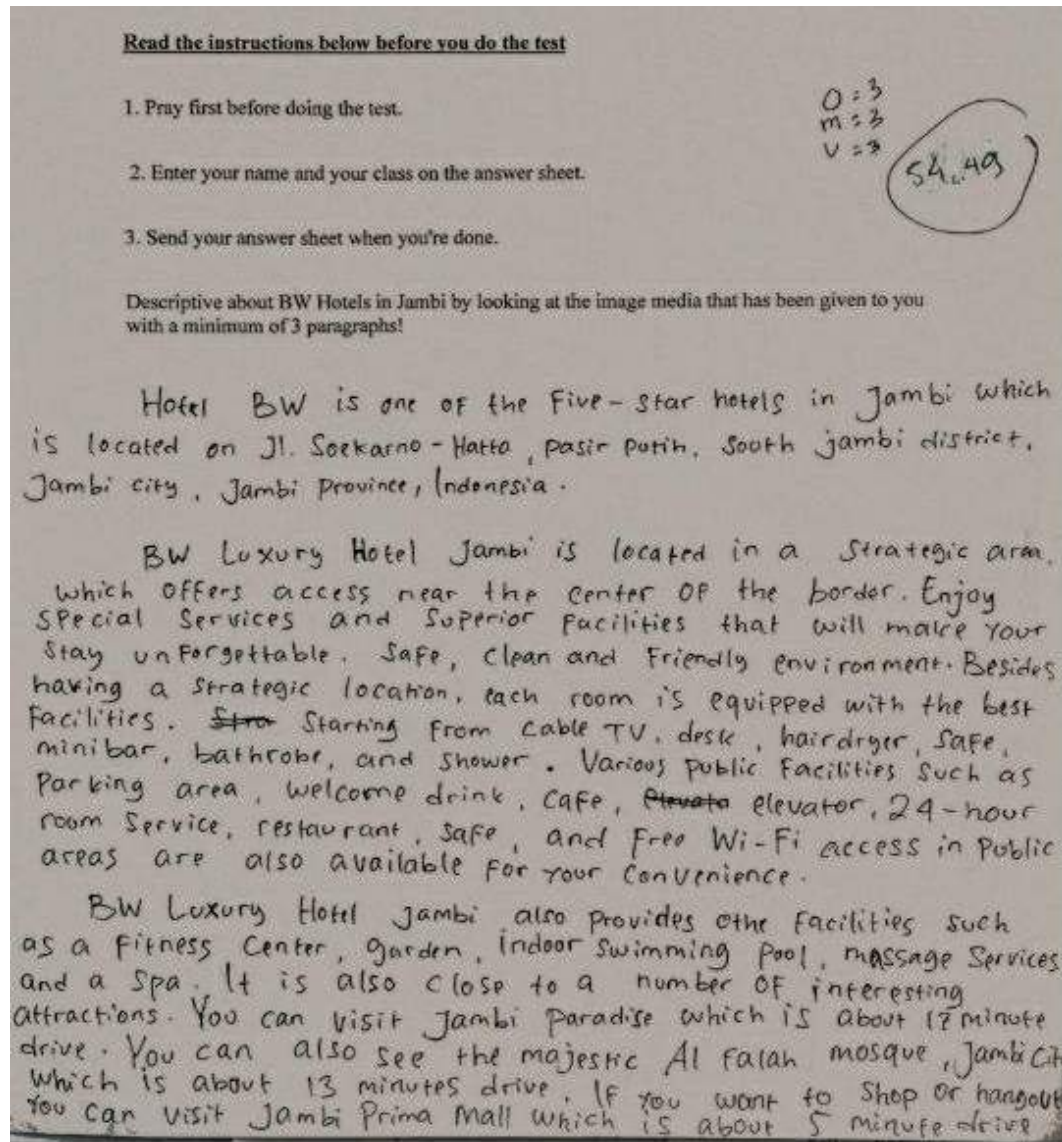 Read the instructions below before you do the test
1. Pray first before doing the test.
O = 3
m = 3
V = 3
54,49
2. Enter your name and your class on the answer sheet.
3. Send your answer sheet when you're done.
Descriptive about BW Hotels in Jambi by looking at the image media that has been given to you
with a minimum of 3 paragraphs!
Hotel BW is one of the Five-star hotels in Jambi which
is located on Jl. Soekarno-Hatta, pasir putih, South jambi district,
Jambi city, Jambi Province, Indonesia.
BW Luxury Hotel Jambi is located in a Strategic
which offers access near the center of the border. Enjoy
Special Services and Superior Facilities that will make your
stay unforgettable. Safe, Clean and Friendly environment. Besides
having a strategic location, each room is equipped with the best
Facilities. Starting From Cable TV, desk, hairdryer, safe,
minibar, bathrobe, and shower. Various public Facilities such as
Parking area, welcome drink, cafe, elevator, 24-hour
room Service, restaurant, safe, and Free Wi-Fi access in Public
areas are also available For your Convenience.
BW Luxury Hotel jambi also provides othe Facilities such
as a Fitness Center, garden, indoor swimming pool, massage Services
and a spa. It is also close to a number of interesting
attractions. You can visit Jambi paradise which is about 17 minute
drive. You can also see the majestic Al Falah mosque, Jambi Cit
which is about 13 minutes drive. If you want to Shop or hangout
You can visit Jambi Prima Mall which is about 5 minute drive